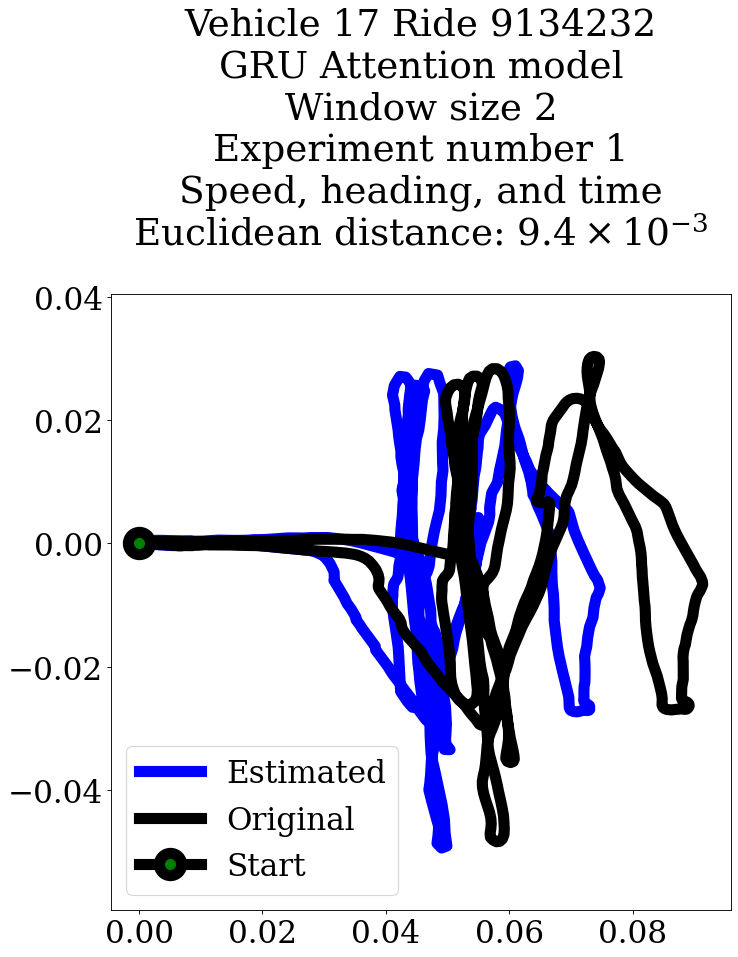 Vehicle 17 Ride 9134232
GRU Attention model
Window size 2
Experiment number 1
Speed, heading, and time
Euclidean distance: 9.4 × 10⁻³
0.04
0.02
0.00
−0.02
−0.04
Estimated
Original
Start
0.00 0.02 0.04 0.06 0.08